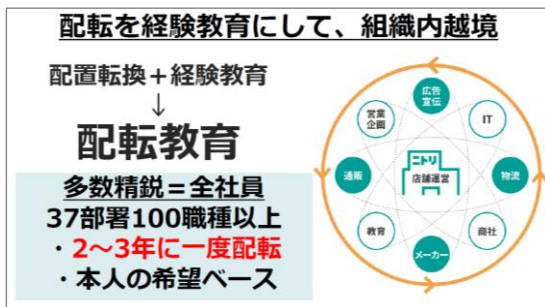 配転を経験教育にして、組織内越境
配置転換＋経験教育
↓
配転教育
多数精鋭＝全社員
37部署100職種以上
・2～3年に一度配転
・本人の希望ベース
広告
宣伝
営業
企画
IT
ニトリ
店舗運営
通販
物流
教育
商社
メーカー